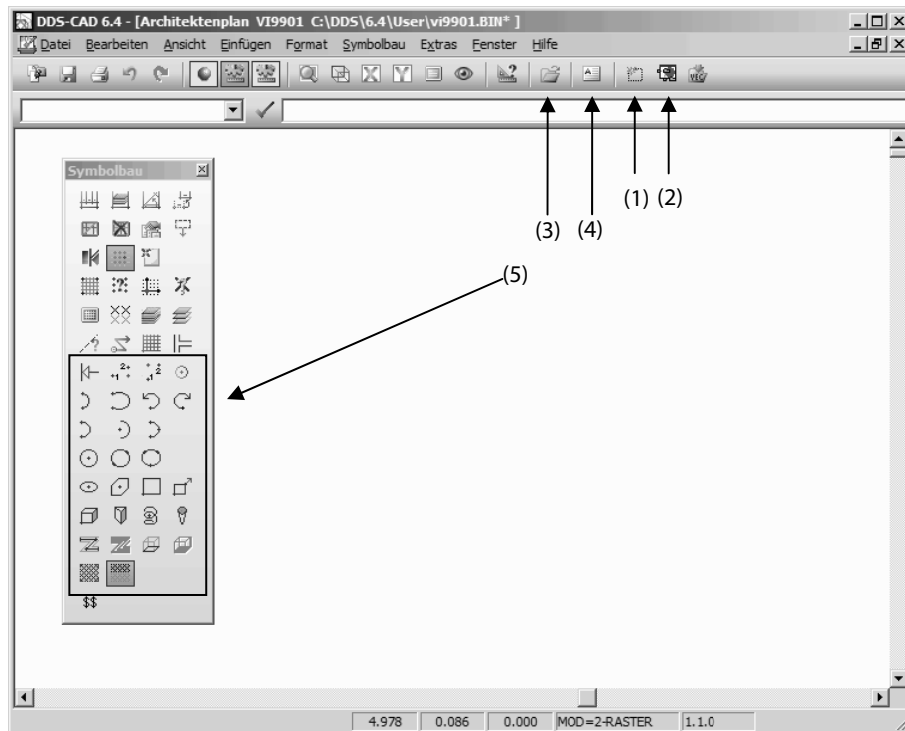 DDS-CAD 6.4 - [Architektenplan VI9901 C:\DDS\6.4\User\vi9901.BIN* ]
Datei Bearbeiten Ansicht Einfügen Format Symbolbau Extras Fenster Hilfe
(1) (2)
(3) (4)
Symbolbau
(5)
$$
4.978 0.086 0.000 MOD=2-RASTER 1.1.0